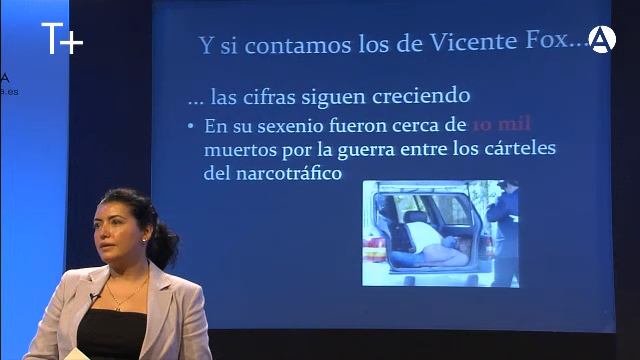 T+
A
A
a.es
Y si contamos los de Vicente Fox...
... las cifras siguen creciendo
• En su sexenio fueron cerca de 10 mil
muertos por la guerra entre los cárteles
del narcotráfico